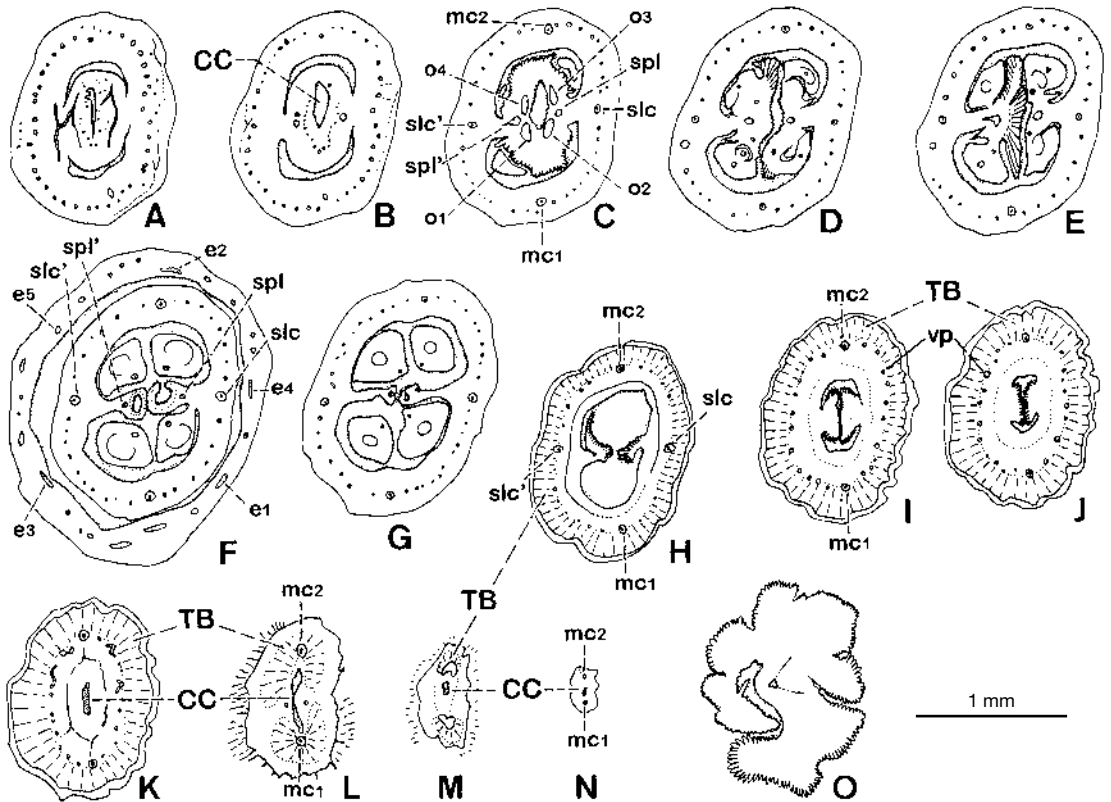 mc2
o3
CC
o4
spl
slc'
slc
spl'
o1
o2
mc1
A
B
C
D
E
spl'
e2
slc'
spl
e5
slc
e4
e3
e1
F
G
mc2
slc
slc'
mc1
H
mc2
TB
vp
mc1
I
J
TB
mc2
TB
CC
mc1
K
L
mc2
CC
mc1
M
N
O
1 mm